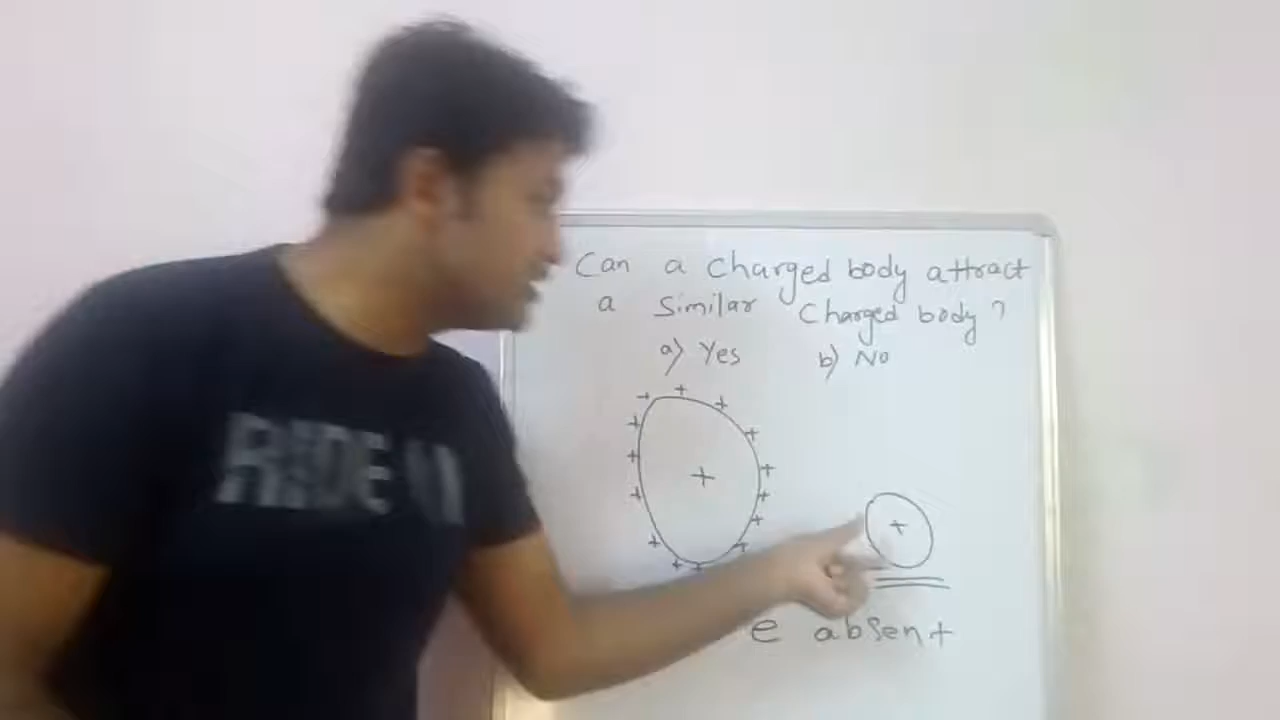 Can a charged body attract
a Similar Charged body?
a) Yes b) No
+ + +
+ +
+ +
+ +
+ +
+ +
+ +
+ +
e absent